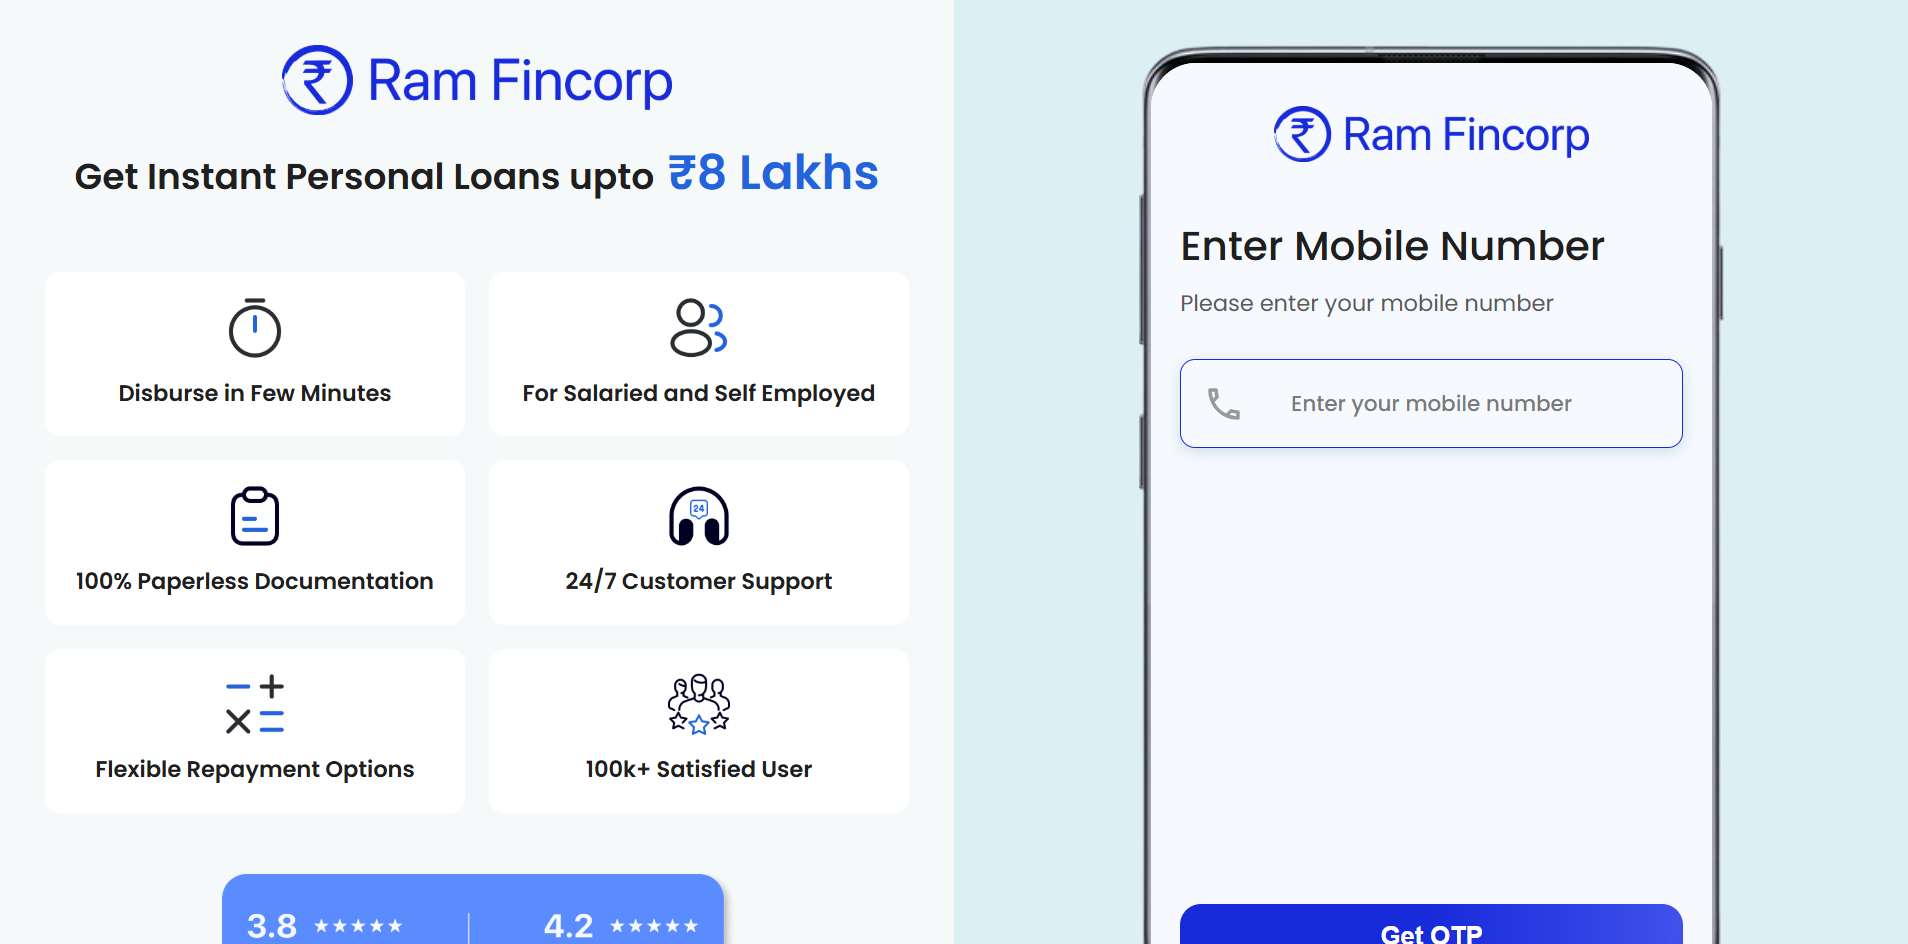 Ram Fincorp
Get Instant Personal Loans upto ₹8 Lakhs
Disburse in Few Minutes
For Salaried and Self Employed
100% Paperless Documentation
24
24/7 Customer Support
Flexible Repayment Options
100k+ Satisfied User
3.8
4.2
Ram Fincorp
Enter Mobile Number
Please enter your mobile number
Enter your mobile number
Get OTP